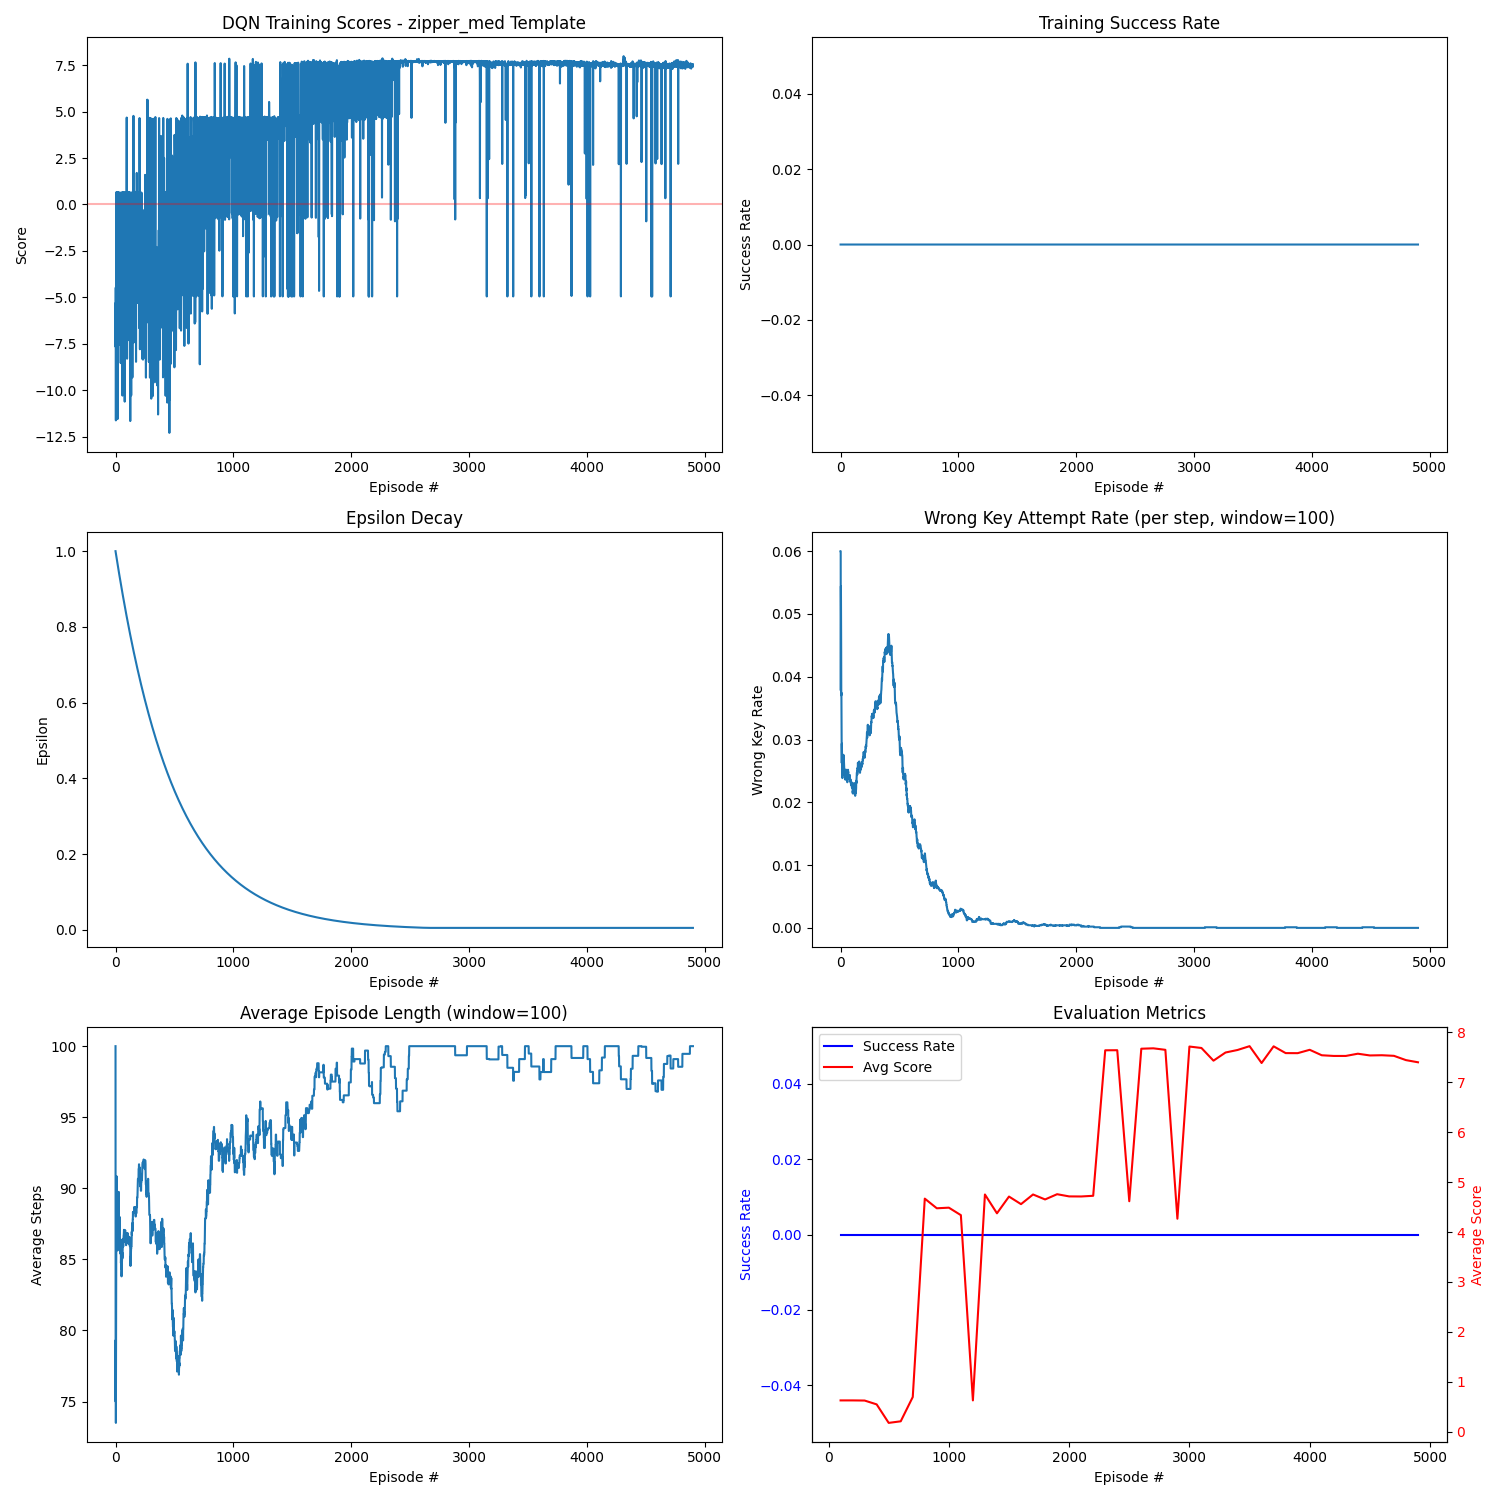 DQN Training Scores - zipper_med Template
7.5
5.0
2.5
0.0
−2.5
−5.0
−7.5
−10.0
−12.5
Score
0 1000 2000 3000 4000 5000
Episode #
Training Success Rate
0.04
0.02
0.00
−0.02
−0.04
Success Rate
0 1000 2000 3000 4000 5000
Episode #
Epsilon Decay
1.0
0.8
0.6
0.4
0.2
0.0
Epsilon
0 1000 2000 3000 4000 5000
Episode #
Wrong Key Attempt Rate (per step, window=100)
0.06
0.05
0.04
0.03
0.02
0.01
0.00
Wrong Key Rate
0 1000 2000 3000 4000 5000
Episode #
Average Episode Length (window=100)
100
95
90
85
80
75
Average Steps
0 1000 2000 3000 4000 5000
Episode #
Evaluation Metrics
Success Rate
Avg Score
0.04
0.02
0.00
−0.02
−0.04
Success Rate
8
7
6
5
4
3
2
1
0
Average Score
0 1000 2000 3000 4000 5000
Episode #